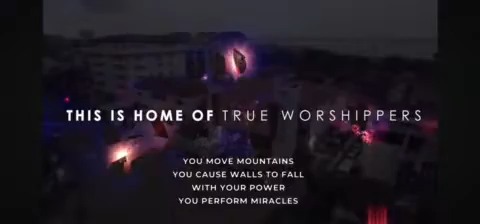 THIS IS HOME OF TRUE WORSHIPPERS
YOU MOVE MOUNTAINS
YOU CAUSE WALLS TO FALL
WITH YOUR POWER
YOU PERFORM MIRACLES